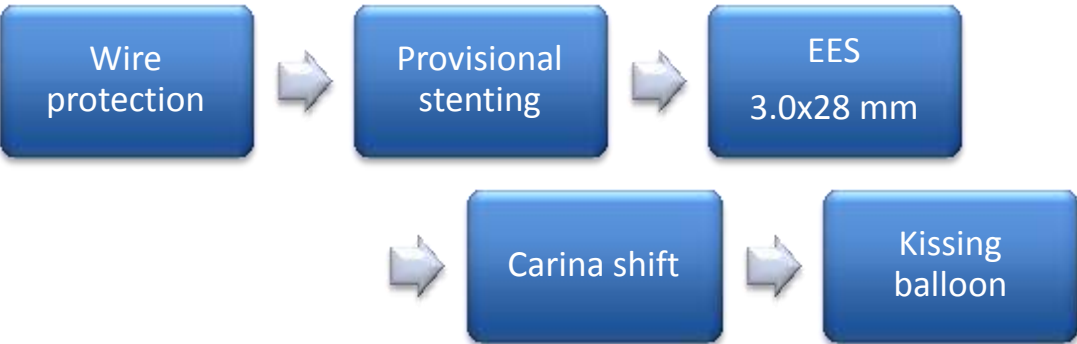 Wire
protection
Provisional
stenting
EES
3.0x28 mm
Carina shift
Kissing
balloon